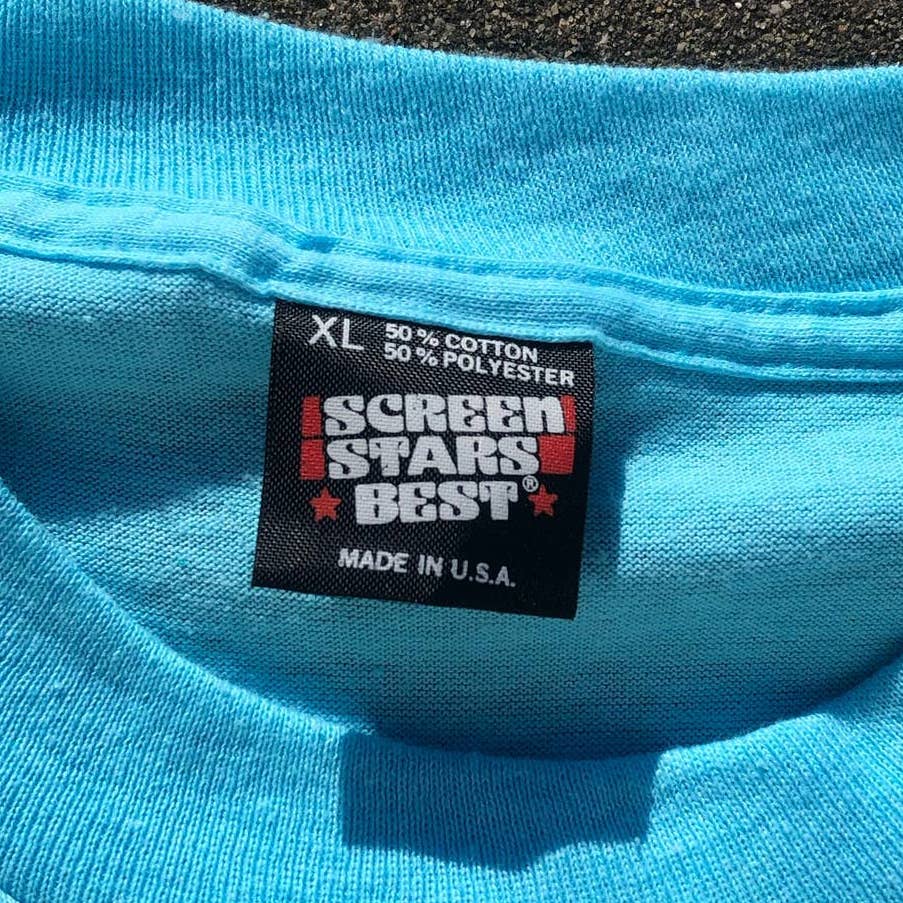 XL
50% COTTON
50% POLYESTER
SCREEN
STARS
BEST®
MADE IN U.S.A.